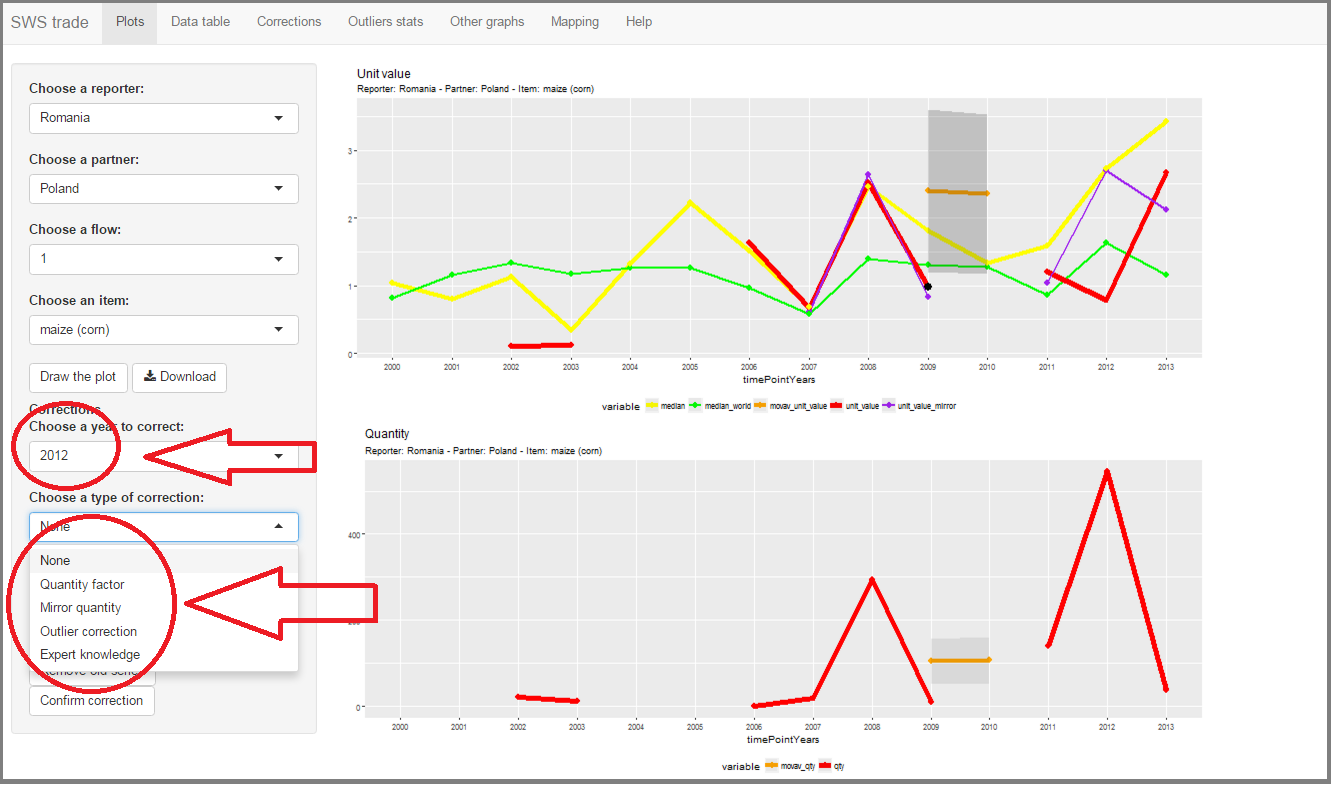 SWS trade Plots Data table Corrections Outliers stats Other graphs Mapping Help
Choose a reporter:
Romania
Choose a partner:
Poland
Choose a flow:
1
Choose an item:
maize (corn)
Draw the plot Download
Corrections
Choose a year to correct:
2012
Choose a type of correction:
None
None
Quantity factor
Mirror quantity
Outlier correction
Expert knowledge
Remove old
Confirm correction
Unit value
Reporter: Romania - Partner: Poland - Item: maize (corn)
3
2
1
0
2000 2001 2002 2003 2004 2005 2006 2007 2008 2009 2010 2011 2012 2013
timePointYears
variable median median_world movav_unit_value unit_value unit_value_mirror
Quantity
Reporter: Romania - Partner: Poland - Item: maize (corn)
400
200
0
2000 2001 2002 2003 2004 2005 2006 2007 2008 2009 2010 2011 2012 2013
timePointYears
variable movav_qty qty